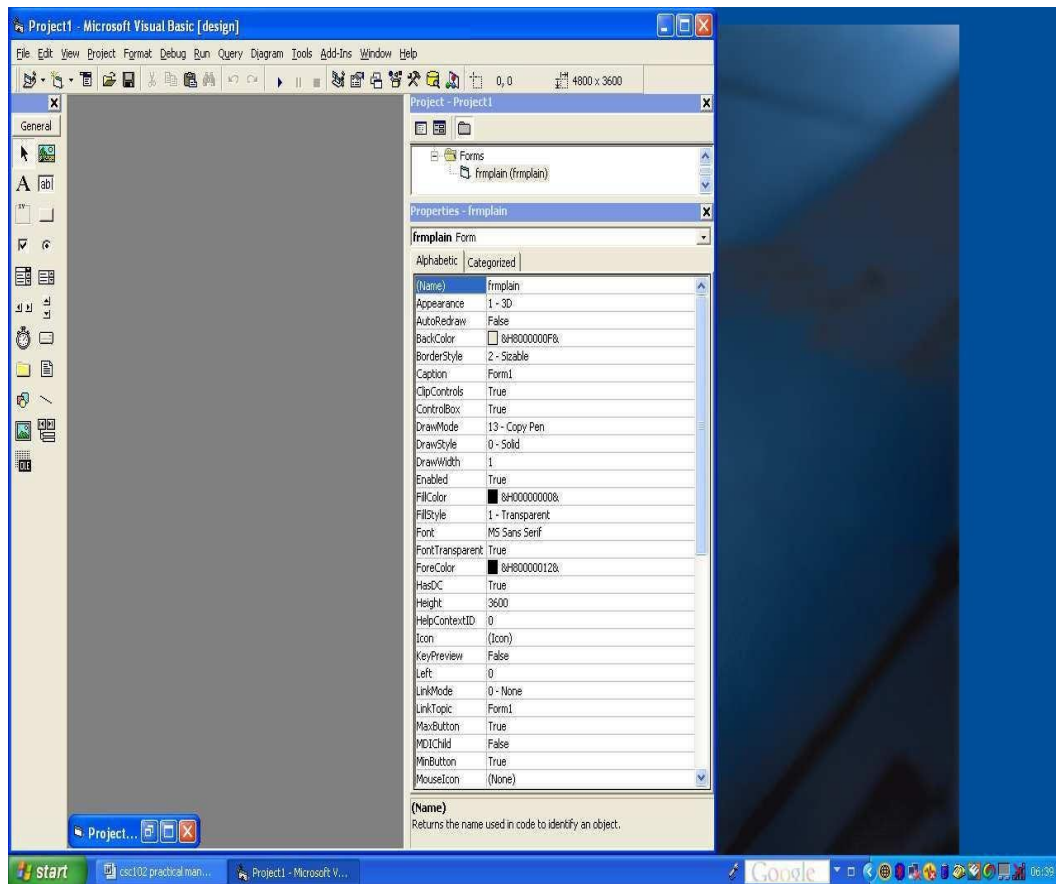 Project1 - Microsoft Visual Basic [design]
File Edit View Project Format Debug Run Query Diagram Tools Add-Ins Window Help
0, 0 4800 x 3600
General
A ab|
XY
OLE
Project - Project1
Forms
frmplain (frmplain)
Properties - frmplain
frmplain Form
Alphabetic Categorized
(Name) frmplain
Appearance 1 - 3D
AutoRedraw False
BackColor &H8000000F&
BorderStyle 2 - Sizable
Caption Form1
ClipControls True
ControlBox True
DrawMode 13 - Copy Pen
DrawStyle 0 - Solid
DrawWidth 1
Enabled True
FillColor &H00000000&
FillStyle 1 - Transparent
Font MS Sans Serif
FontTransparent True
ForeColor &H80000012&
HasDC True
Height 3600
HelpContextID 0
Icon (Icon)
KeyPreview False
Left 0
LinkMode 0 - None
LinkTopic Form1
MaxButton True
MDIChild False
MinButton True
MouseIcon (None)
(Name)
Returns the name used in code to identify an object.
Project...
start csc102 practical man... Project1 - Microsoft V... Google 06:39